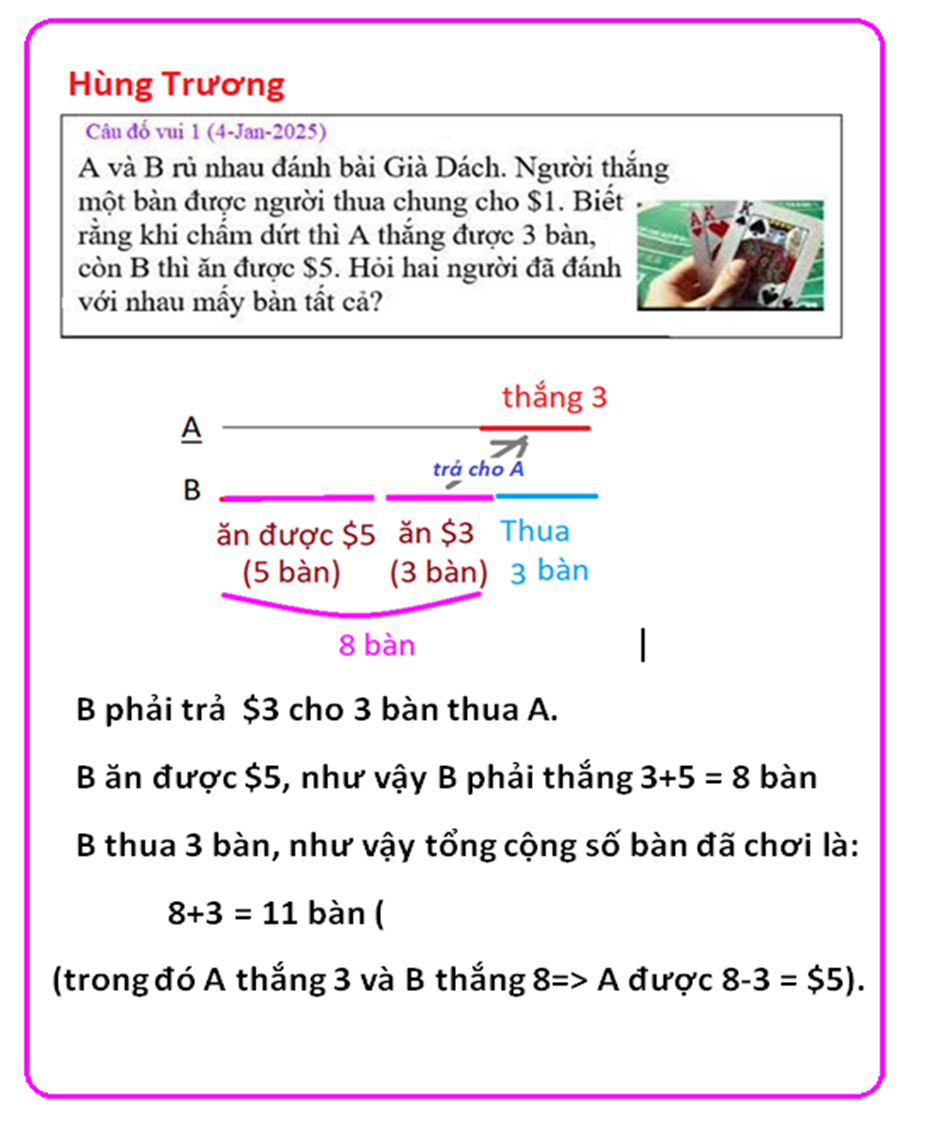 Hùng Trương
Câu đố vui 1 (4-Jan-2025)
A và B rủ nhau đánh bài Già Dách. Người thắng
một bàn được người thua chung cho $1. Biết
rằng khi chấm dứt thì A thắng được 3 bàn,
còn B thì ăn được $5. Hỏi hai người đã đánh
với nhau mấy bàn tất cả?
thắng 3
A
trả cho A
B
ăn được $5 ăn $3 Thua
(5 bàn) (3 bàn) 3 bàn
8 bàn
B phải trả $3 cho 3 bàn thua A.
B ăn được $5, như vậy B phải thắng 3+5 = 8 bàn
B thua 3 bàn, như vậy tổng cộng số bàn đã chơi là:
8+3 = 11 bàn (
(trong đó A thắng 3 và B thắng 8=> A được 8-3 = $5).